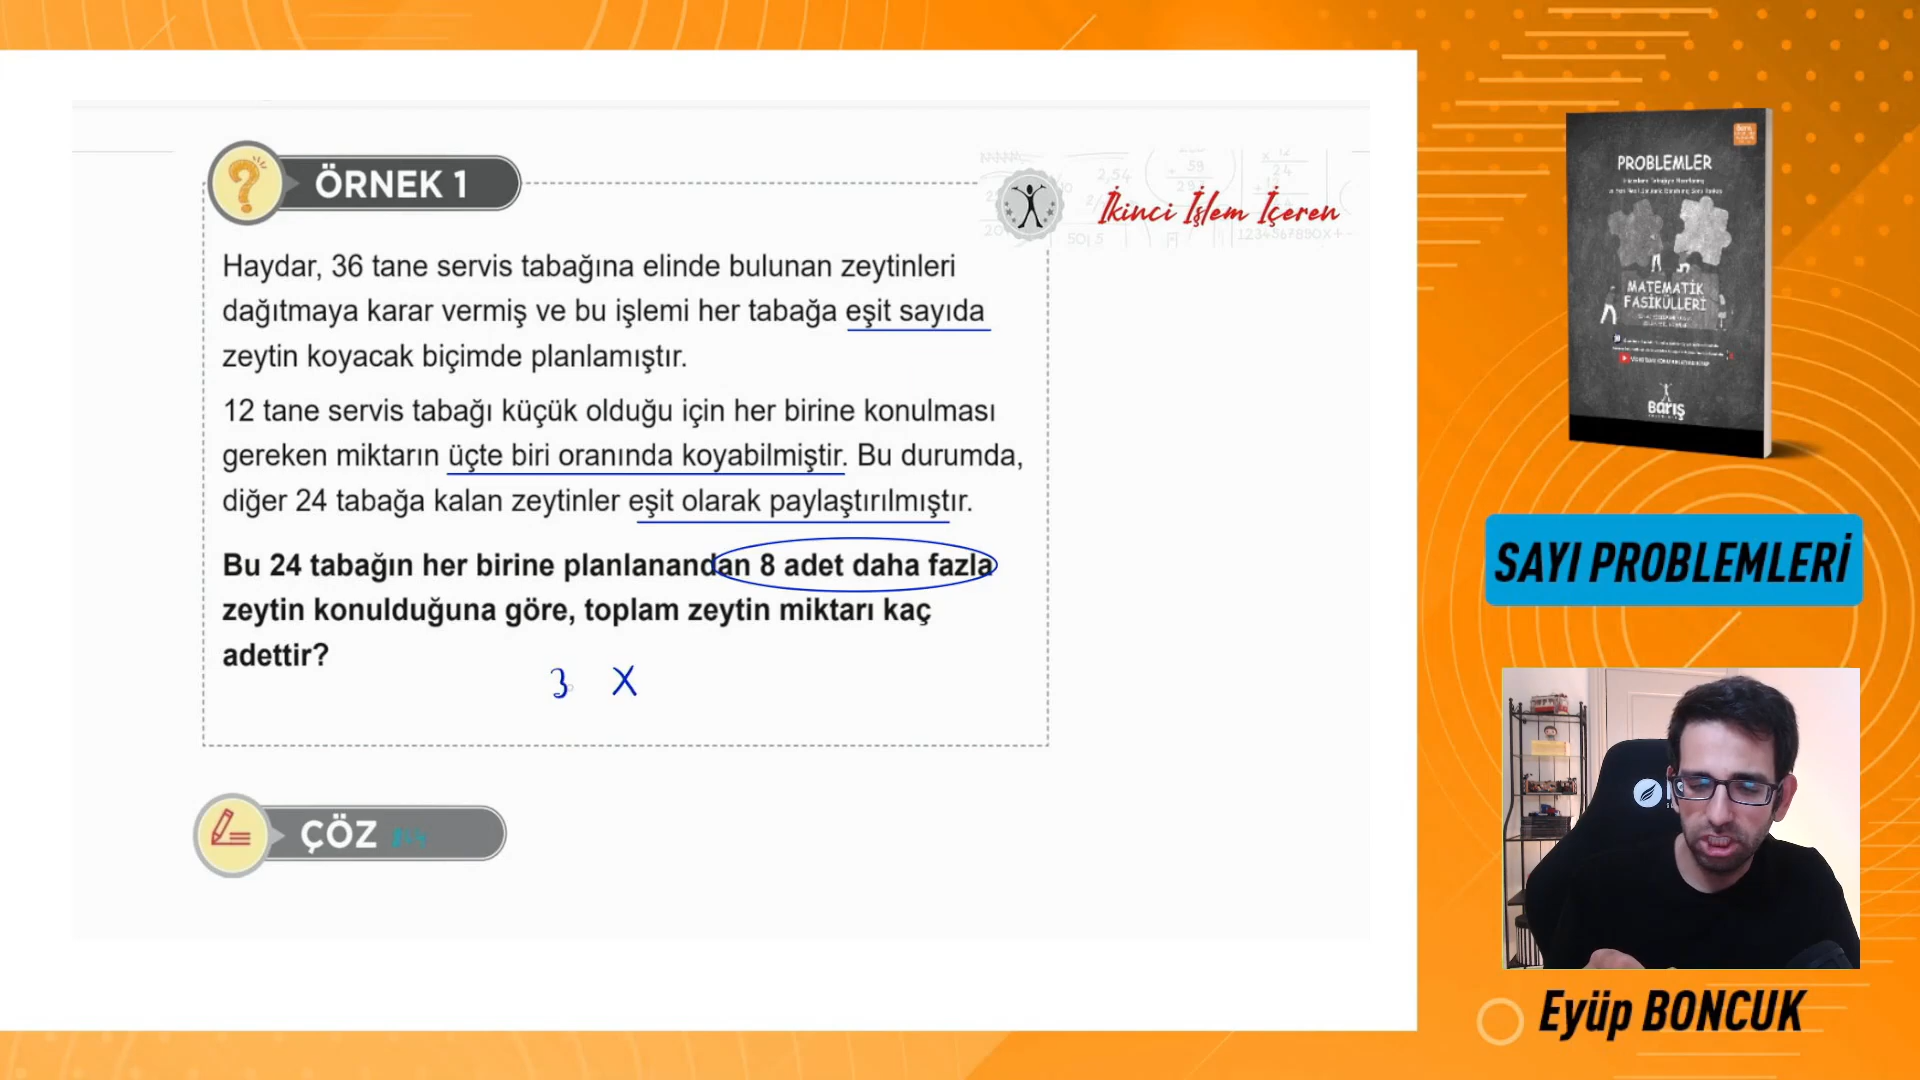 ÖRNEK 1
İkinci İşlem İçeren
Haydar, 36 tane servis tabağına elinde bulunan zeytinleri
dağıtmaya karar vermiş ve bu işlemi her tabağa eşit sayıda
zeytin koyacak biçimde planlamıştır.
12 tane servis tabağı küçük olduğu için her birine konulması
gereken miktarın üçte biri oranında koyabilmiştir. Bu durumda,
diğer 24 tabağa kalan zeytinler eşit olarak paylaştırılmıştır.
Bu 24 tabağın her birine planlanandan 8 adet daha fazla
zeytin konulduğuna göre, toplam zeytin miktarı kaç
adettir?
3 X
ÇÖZ
PROBLEMLER
MATEMATİK
FASİKÜLLERİ
Barış
SAYI PROBLEMLERİ
Eyüp BONCUK